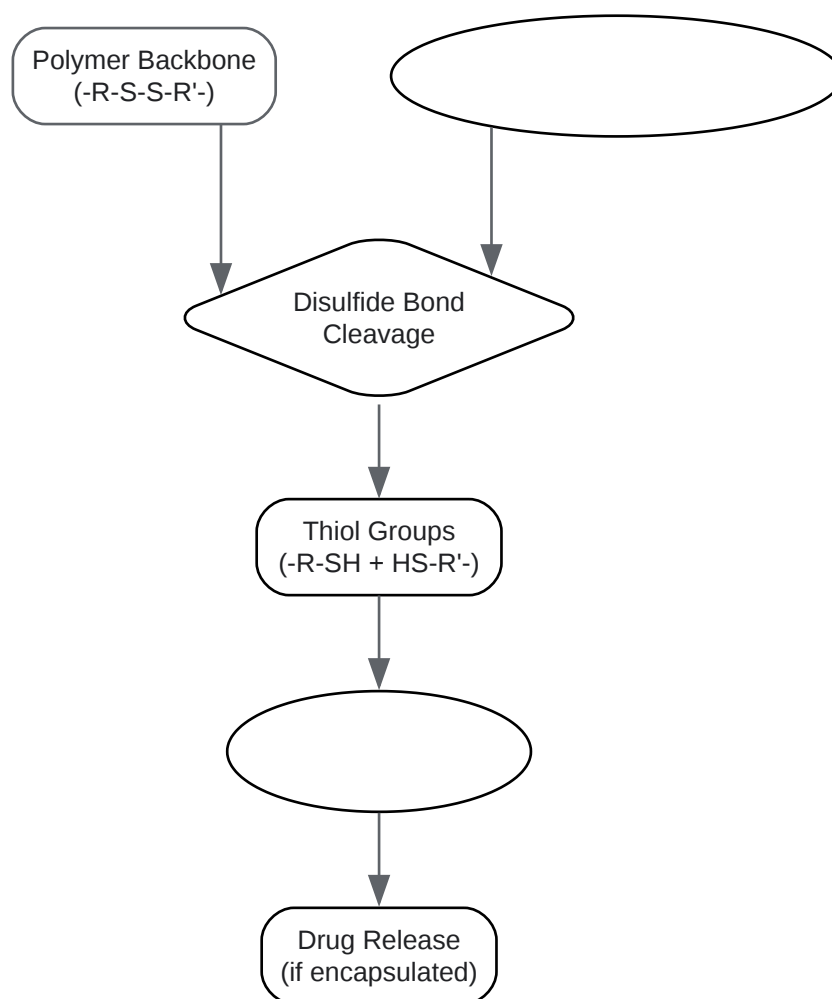 Polymer Backbone
(-R-S-S-R'-)
Disulfide Bond
Cleavage
Thiol Groups
(-R-SH + HS-R'-)
Drug Release
(if encapsulated)